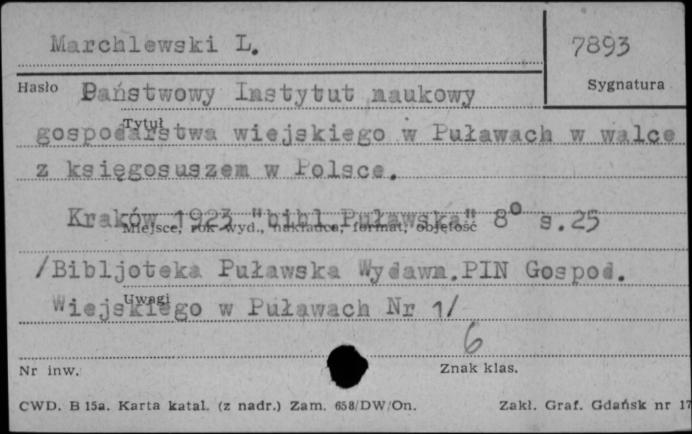 Marchlewski L.
7893
Hasło
Sygnatura
Państwowy Instytut naukowy
Tytuł
gospodarstwa wiejskiego w Puławach w walce
z księgosuszem w Polsce.
Kraków 1923 "bibl.Puławska" 8° s.25
Miejsce, rok wyd., nakładca, format, objętość
/Bibljoteka Puławska Wydawn.PIN Gospod.
Uwagi
Wiejskiego w Puławach Nr 1/
6
Nr inw.
Znak klas.
CWD. B 15a. Karta katal. (z nadr.) Zam. 658/DW/On.
Zakł. Graf. Gdańsk nr 17